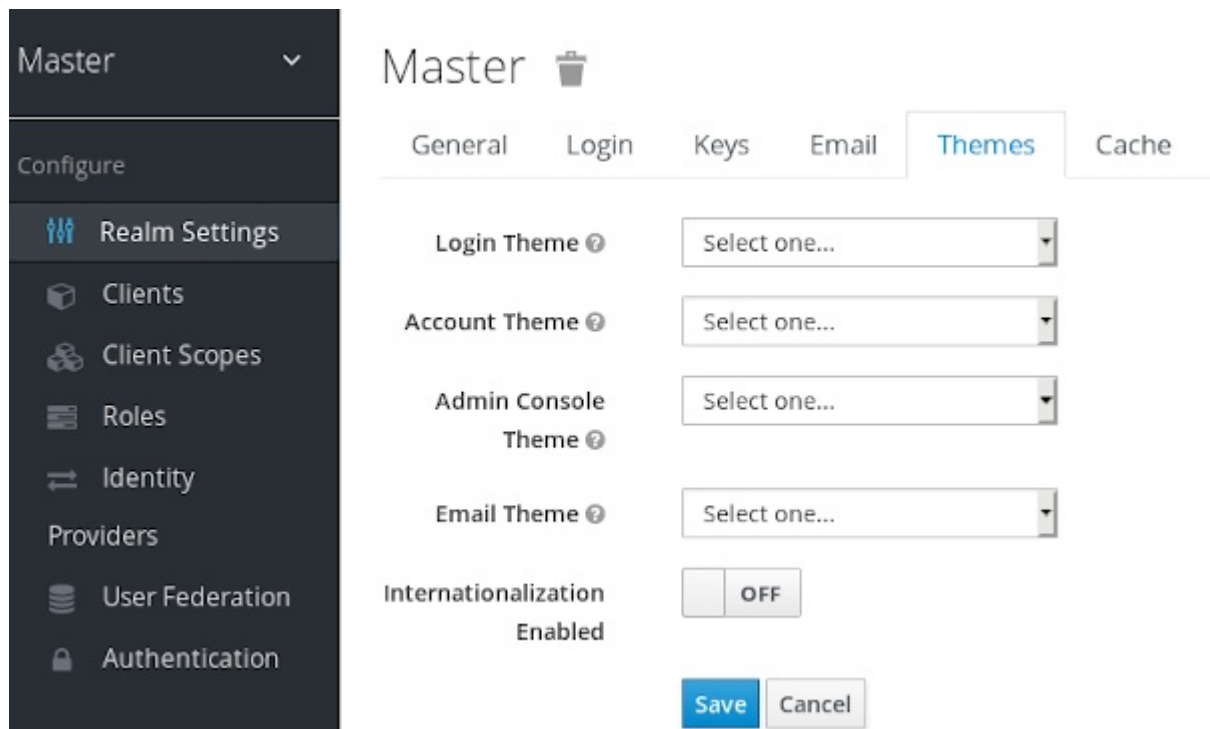 Master
Configure
Realm Settings
Clients
Client Scopes
Roles
Identity
Providers
User Federation
Authentication
Master
General Login Keys Email Themes Cache
Login Theme Select one...
Account Theme Select one...
Admin Console Select one...
Theme
Email Theme Select one...
Internationalization OFF
Enabled
Save Cancel